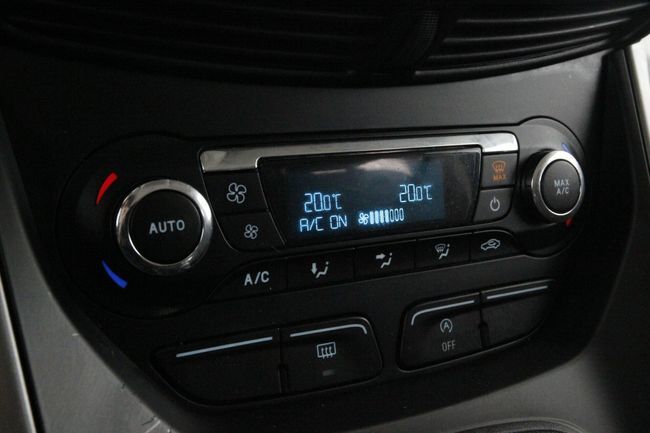 AUTO
20.0°C 20.0°C
A/C ON
MAX
MAX
A/C
A/C
A
OFF